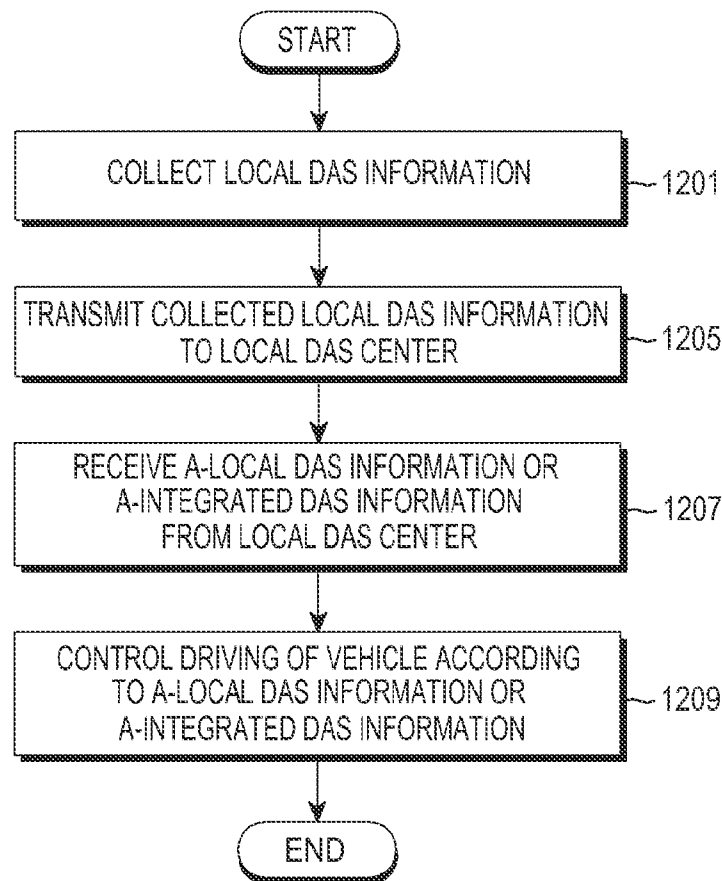 START
COLLECT LOCAL DAS INFORMATION
1201
TRANSMIT COLLECTED LOCAL DAS INFORMATION
TO LOCAL DAS CENTER
1205
RECEIVE A-LOCAL DAS INFORMATION OR
A-INTEGRATED DAS INFORMATION
FROM LOCAL DAS CENTER
1207
CONTROL DRIVING OF VEHICLE ACCORDING
TO A-LOCAL DAS INFORMATION OR
A-INTEGRATED DAS INFORMATION
1209
END